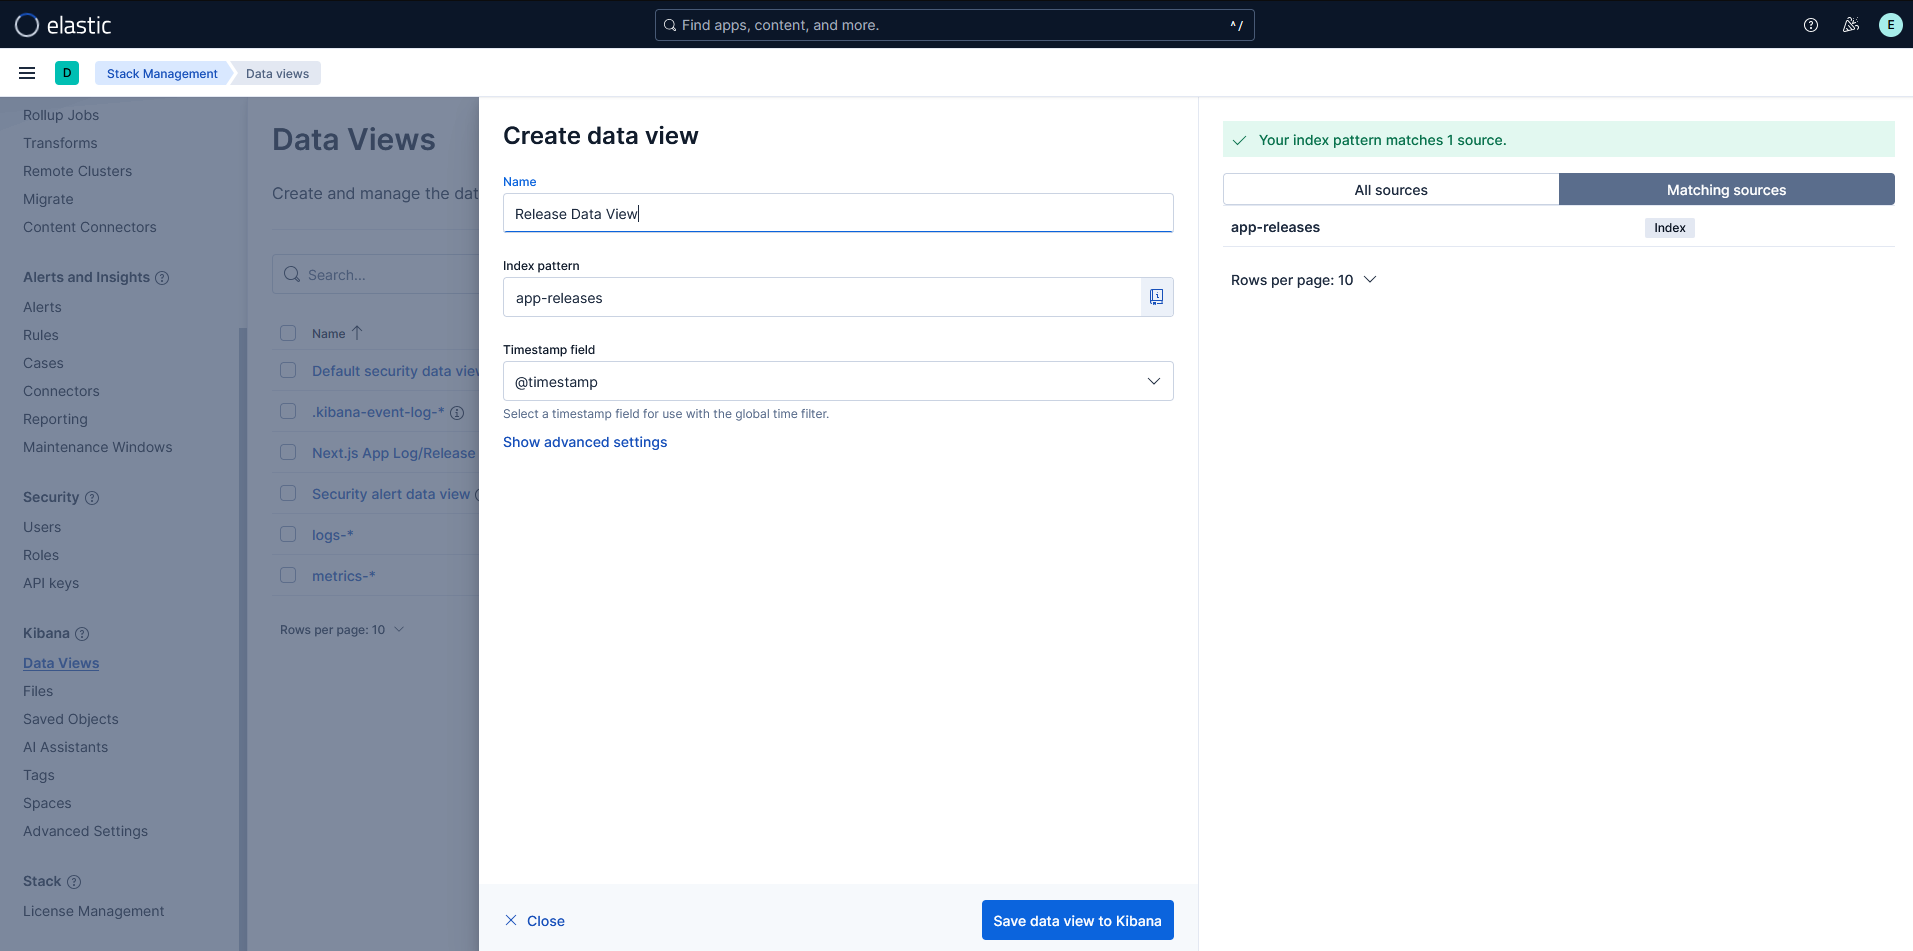 elastic
Find apps, content, and more.
^ /
E
D
Stack Management
Data views
Rollup Jobs
Transforms
Remote Clusters
Migrate
Content Connectors
Alerts and Insights
Alerts
Rules
Cases
Connectors
Reporting
Maintenance Windows
Security
Users
Roles
API keys
Kibana
Data Views
Files
Saved Objects
AI Assistants
Tags
Spaces
Advanced Settings
Stack
License Management
Data Views
Create and manage the dat
Search...
Name
Default security data view
.kibana-event-log-*
Next.js App Log/Release
Security alert data view
logs-*
metrics-*
Rows per page: 10
Create data view
Name
Release Data View
Index pattern
app-releases
Timestamp field
@timestamp
Select a timestamp field for use with the global time filter.
Show advanced settings
Close
Save data view to Kibana
Your index pattern matches 1 source.
All sources
Matching sources
app-releases
Index
Rows per page: 10